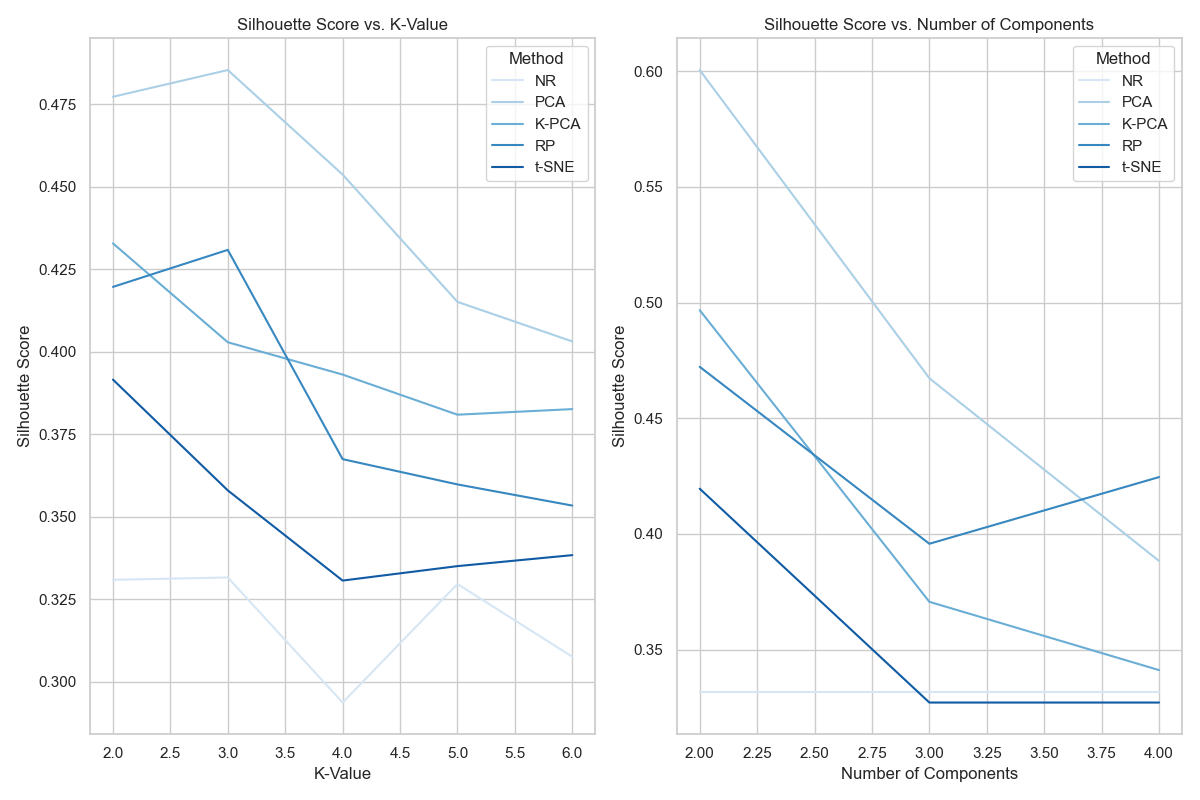 Silhouette Score vs. K-Value
Silhouette Score
0.475
0.450
0.425
0.400
0.375
0.350
0.325
0.300
Method
NR
PCA
K-PCA
RP
t-SNE
2.0 2.5 3.0 3.5 4.0 4.5 5.0 5.5 6.0
K-Value
Silhouette Score vs. Number of Components
Silhouette Score
0.60
0.55
0.50
0.45
0.40
0.35
Method
NR
PCA
K-PCA
RP
t-SNE
2.00 2.25 2.50 2.75 3.00 3.25 3.50 3.75 4.00
Number of Components